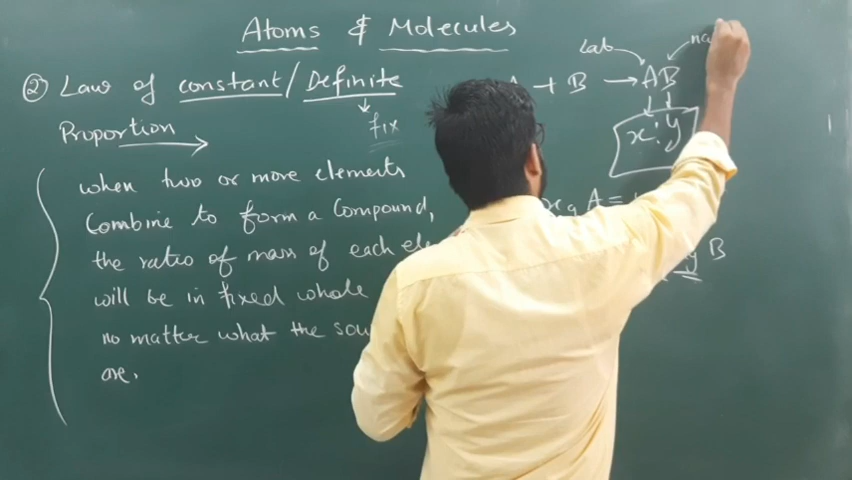 Atoms & Molecules
② Law of constant/Definite
Proportion
fix
when two or more elements
Combine to form a Compound,
the ratio of mass of each ele
will be in fixed whole
no matter what the sou
are.
Lab
A + B → AB
x:y
A =
B